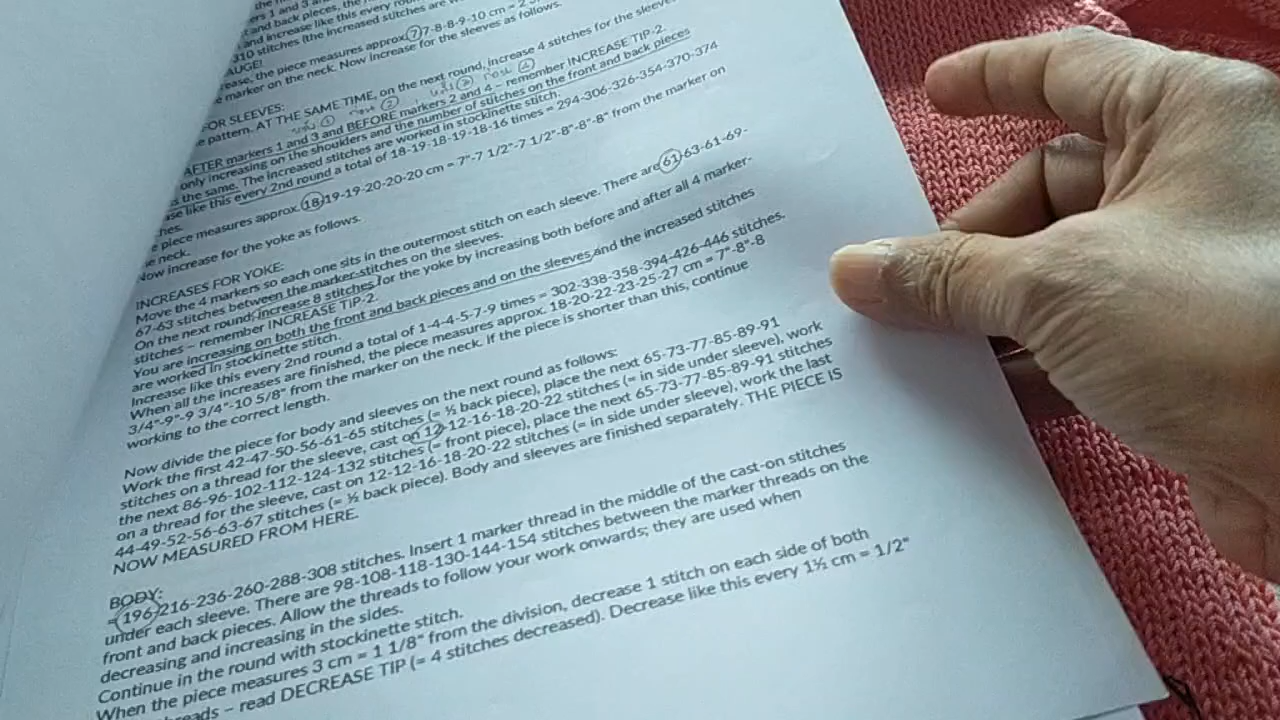 ers 1 and 3 and
and back pieces, the
and increase like this every round
310 stitches (the increased stitches are
AUGE!
ease, the piece measures approx. 7 7-8-8-9-10 cm =
e marker on the neck. Now increase for the sleeves as follows.
FOR SLEEVES:
e pattern. AT THE SAME TIME, on the next round, increase 4 stitches for the sleeve
AFTER markers 1 and 3 and BEFORE markers 2 and 4 – remember INCREASE TIP-2.
only increasing on the shoulders and the number of stitches on the front and back pieces
s the same. The increased stitches are worked in stockinette stitch.
ase like this every 2nd round a total of 18-19-18-19-18-16 times = 294-306-326-354-370-374
ches.
e piece measures approx. 18 19-19-20-20-20 cm = 7"-7 1/2"-7 1/2"-8"-8"-8" from the marker on
e neck.
Now increase for the yoke as follows.
INCREASES FOR YOKE:
Move the 4 markers so each one sits in the outermost stitch on each sleeve. There are 61 63-61-69-
67-63 stitches between the marker-stitches on the sleeves.
On the next round, increase 8 stitches for the yoke by increasing both before and after all 4 marker-
stitches – remember INCREASE TIP-2.
You are increasing on both the front and back pieces and on the sleeves and the increased stitches
are worked in stockinette stitch.
Increase like this every 2nd round a total of 1-4-4-5-7-9 times = 302-338-358-394-426-446 stitches.
When all the increases are finished, the piece measures approx. 18-20-22-23-25-27 cm = 7"-8"-8
3/4"-9"-9 3/4"-10 5/8" from the marker on the neck. If the piece is shorter than this, continue
working to the correct length.
Now divide the piece for body and sleeves on the next round as follows:
Work the first 42-47-50-56-61-65 stitches (= ½ back piece), place the next 65-73-77-85-89-91
stitches on a thread for the sleeve, cast on 12-12-16-18-20-22 stitches (= in side under sleeve), work
the next 86-96-102-112-124-132 stitches (= front piece), place the next 65-73-77-85-89-91 stitches
on a thread for the sleeve, cast on 12-12-16-18-20-22 stitches (= in side under sleeve), work the last
44-49-52-56-63-67 stitches (= ½ back piece). Body and sleeves are finished separately. THE PIECE IS
NOW MEASURED FROM HERE.
BODY:
= 196 216-236-260-288-308 stitches. Insert 1 marker thread in the middle of the cast-on stitches
under each sleeve. There are 98-108-118-130-144-154 stitches between the marker threads on the
front and back pieces. Allow the threads to follow your work onwards; they are used when
decreasing and increasing in the sides.
Continue in the round with stockinette stitch.
When the piece measures 3 cm = 1 1/8" from the division, decrease 1 stitch on each side of both
reads – read DECREASE TIP (= 4 stitches decreased). Decrease like this every 1½ cm = 1/2"